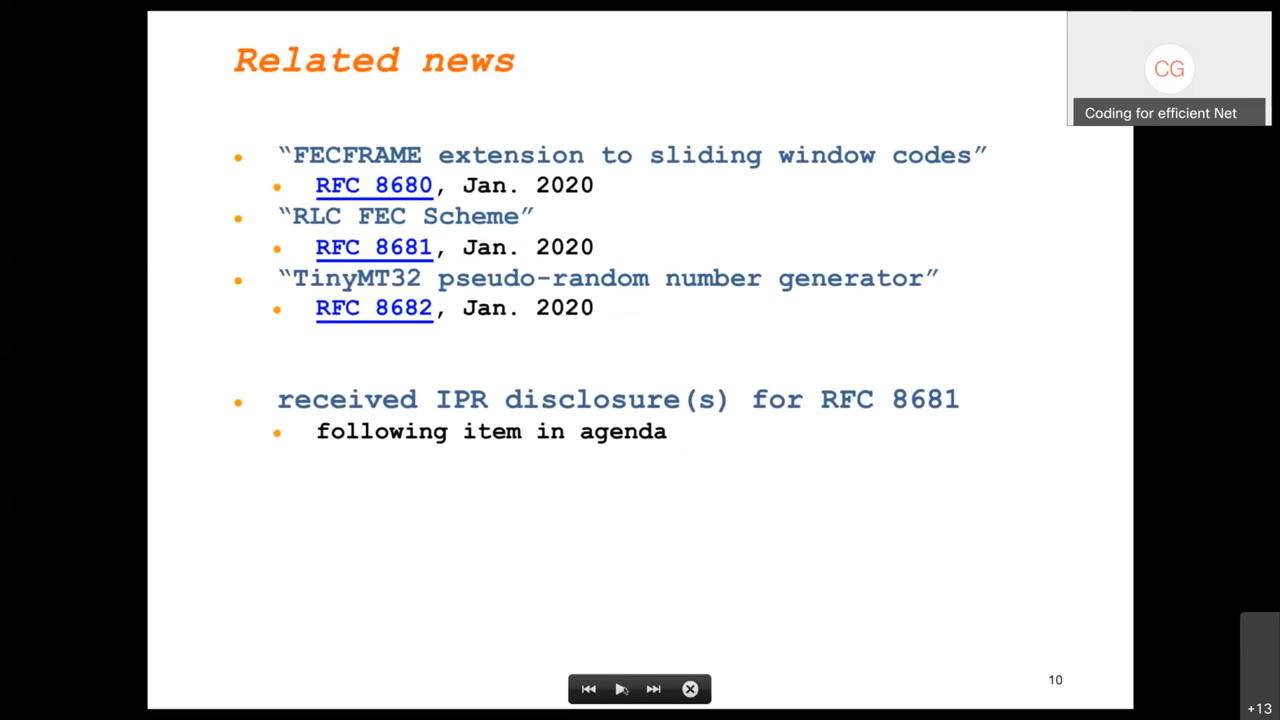 Related news
CG
Coding for efficient Net
• “FECFRAME extension to sliding window codes”
• RFC 8680, Jan. 2020
• “RLC FEC Scheme”
• RFC 8681, Jan. 2020
• “TinyMT32 pseudo-random number generator”
• RFC 8682, Jan. 2020
• received IPR disclosure(s) for RFC 8681
• following item in agenda
10
+13